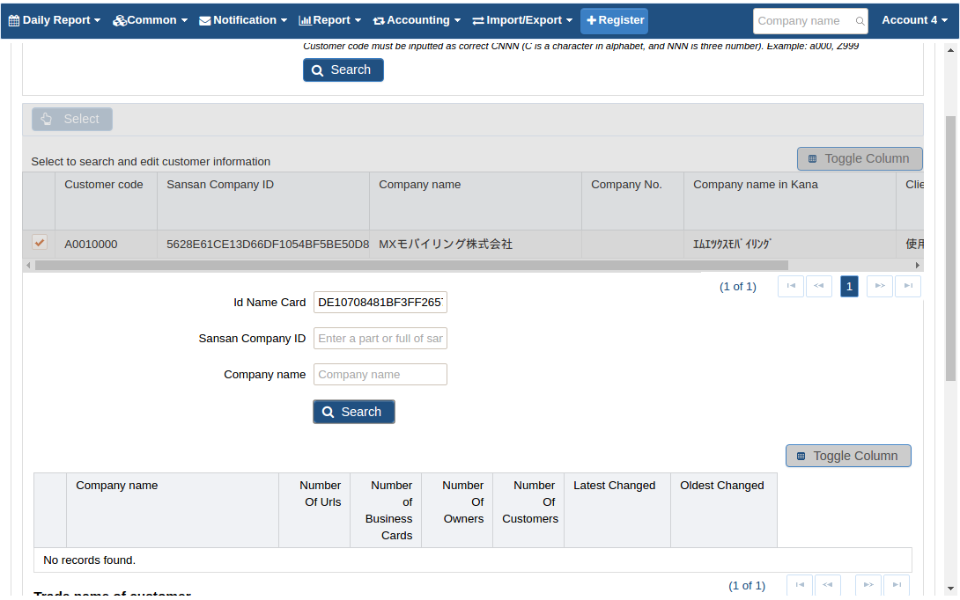 Daily Report Common Notification Report Accounting Import/Export + Register Company name Account 4
Customer code must be inputted as correct CNNN (C is a character in alphabet, and NNN is three number). Example: a000, Z999
Search
Select
Select to search and edit customer information Toggle Column
Customer code Sansan Company ID Company name Company No. Company name in Kana Clie
A0010000 5628E61CE13D66DF1054BF5BE50D8 MXモバイリング株式会社 ｴﾑｴｯｸｽﾓﾊﾞｲﾘﾝｸﾞ 使用
(1 of 1) 1
Id Name Card DE10708481BF3FF265
Sansan Company ID Enter a part or full of sar
Company name Company name
Search
Toggle Column
Company name Number Of Urls Number of Business Cards Number Of Owners Number Of Customers Latest Changed Oldest Changed
No records found.
(1 of 1)
Trade name of customer